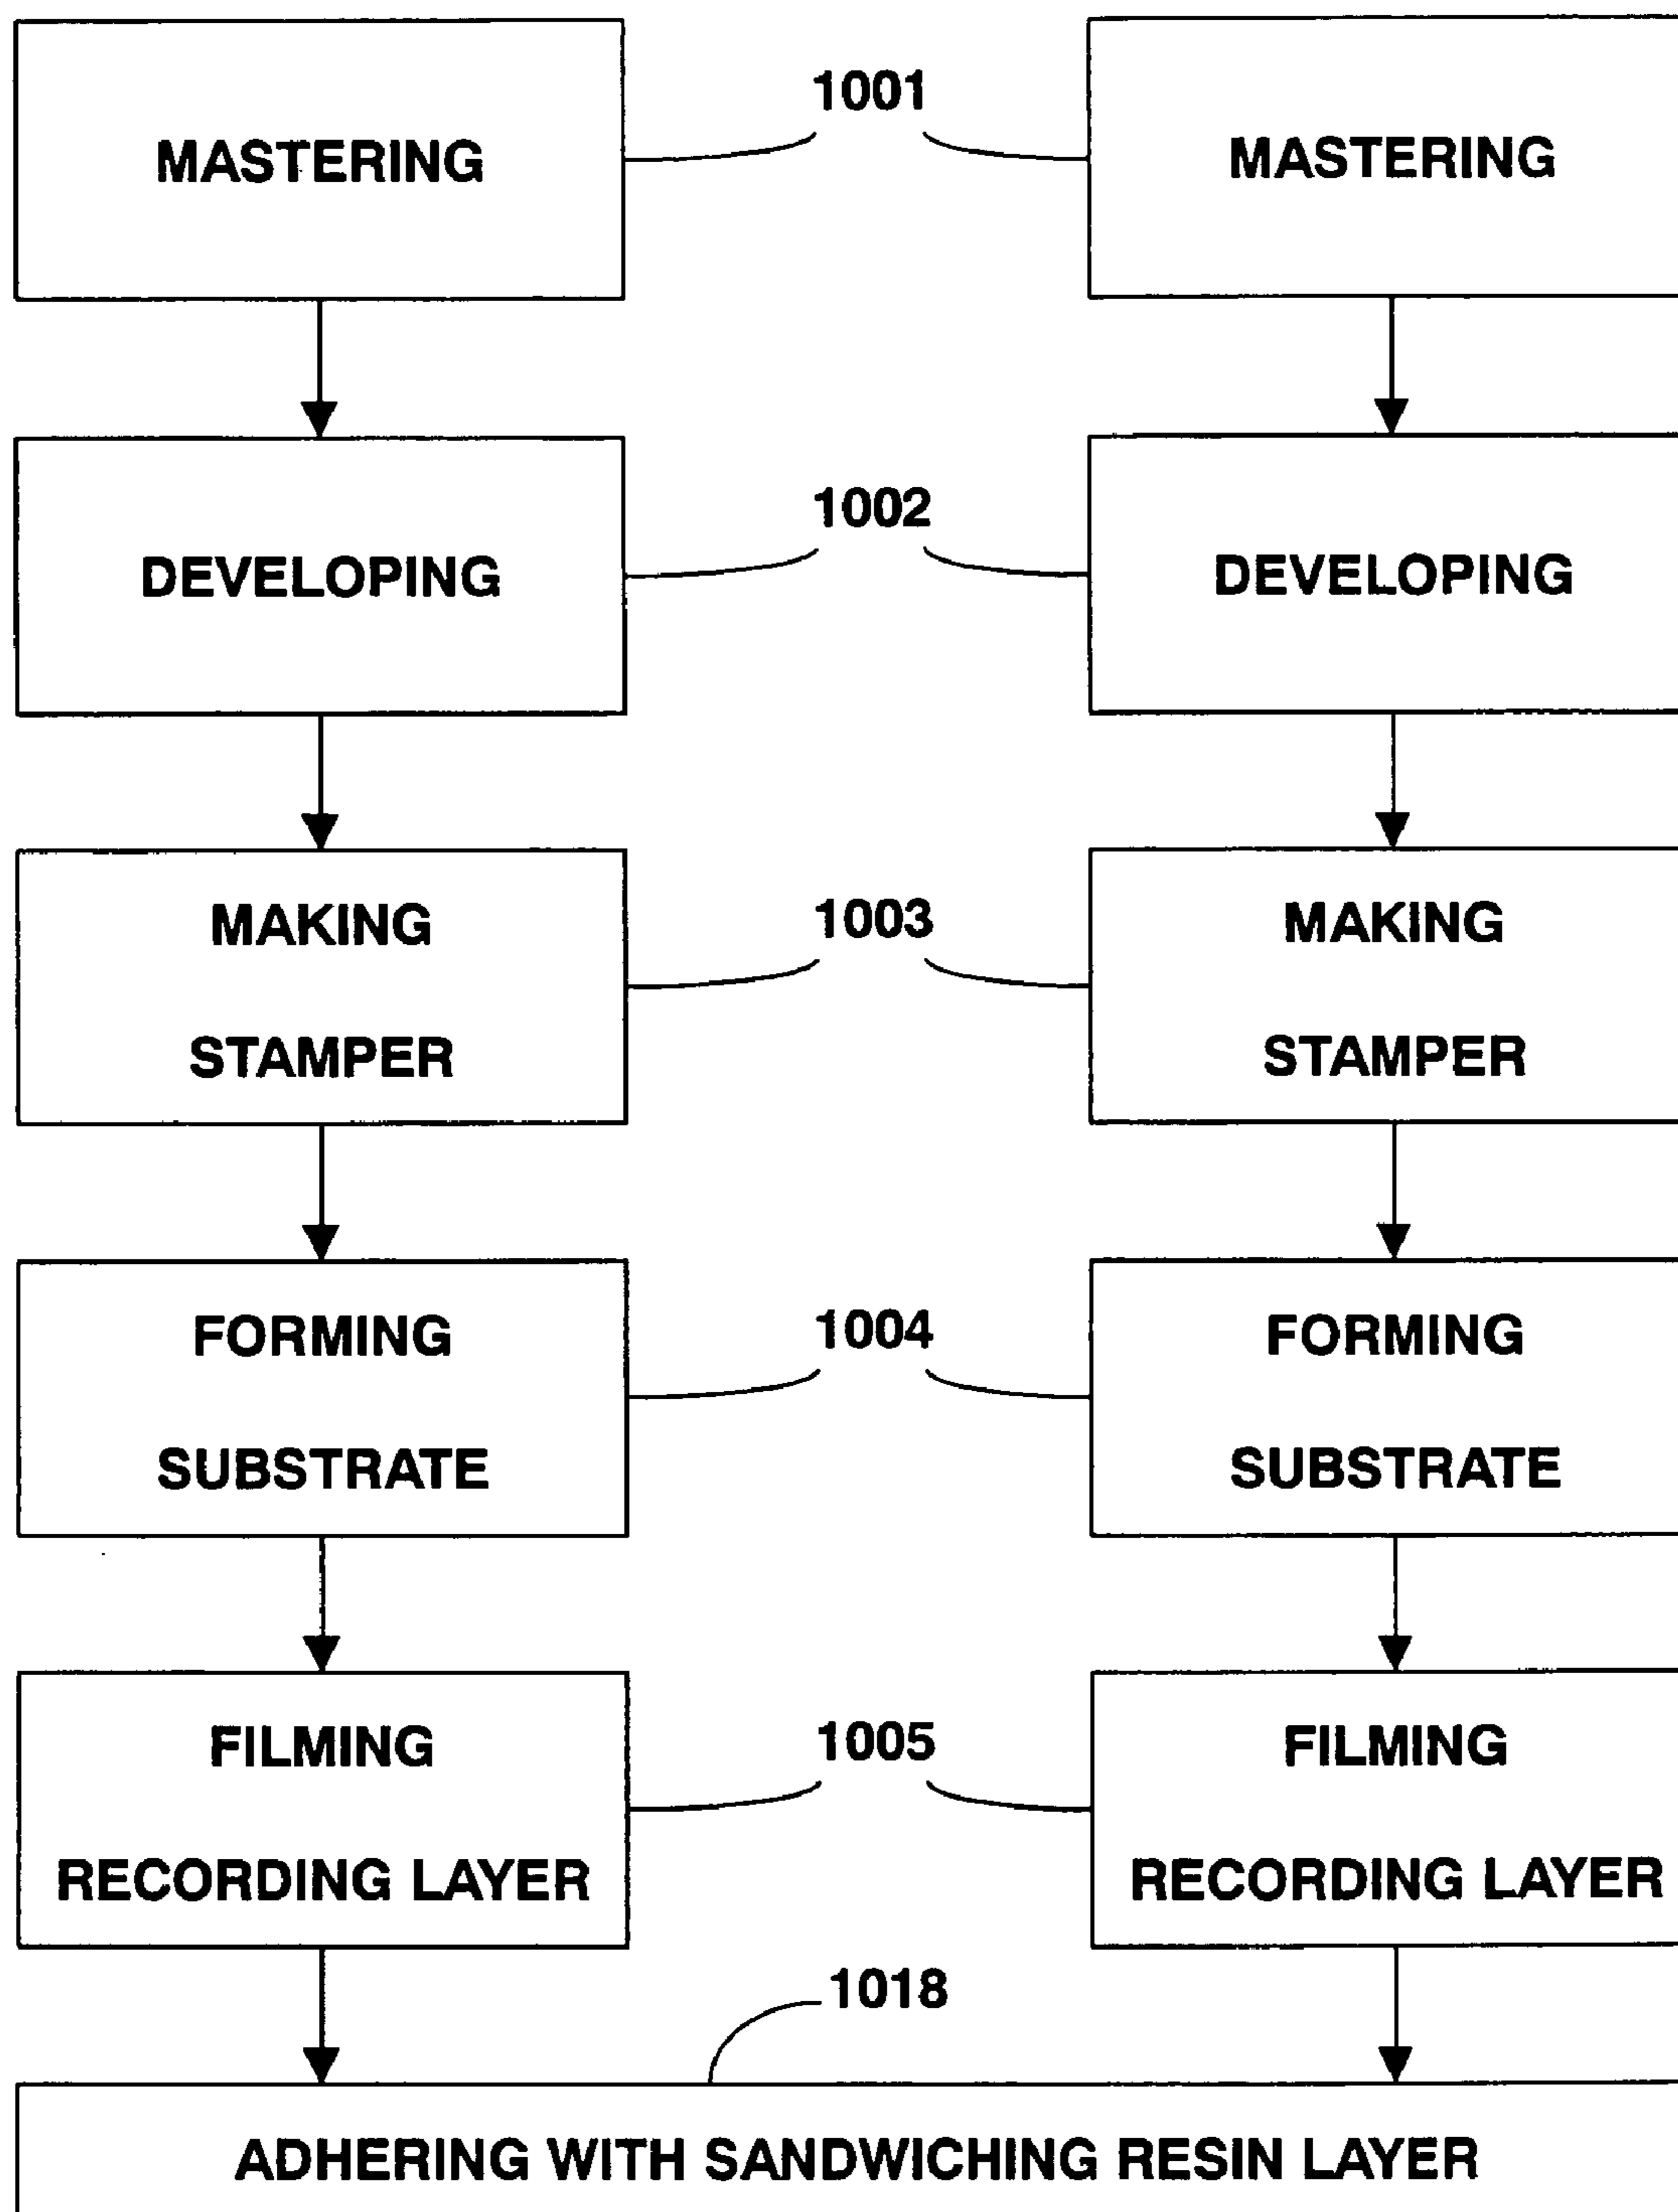 MASTERING
1001
MASTERING
DEVELOPING
1002
DEVELOPING
MAKING
STAMPER
1003
MAKING
STAMPER
FORMING
SUBSTRATE
1004
FORMING
SUBSTRATE
FILMING
RECORDING LAYER
1005
FILMING
RECORDING LAYER
1018
ADHERING WITH SANDWICHING RESIN LAYER